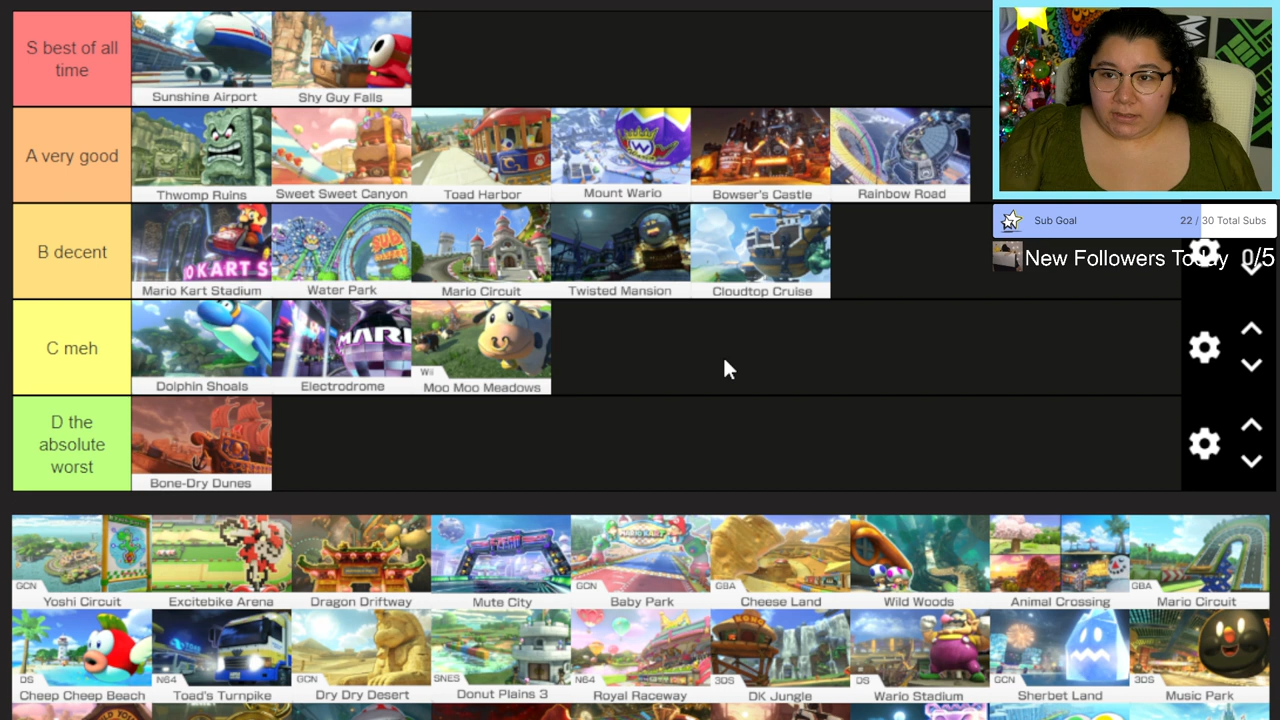 S best of all
time
Sunshine Airport
Shy Guy Falls
A very good
Thwomp Ruins
Sweet Sweet Canyon
Toad Harbor
Mount Wario
Bowser's Castle
Rainbow Road
Sub Goal
22 / 30 Total Subs
New Followers Today 0/5
B decent
Mario Kart Stadium
Water Park
Mario Circuit
Twisted Mansion
Cloudtop Cruise
C meh
Dolphin Shoals
Electrodrome
Wii
Moo Moo Meadows
D the
absolute
worst
Bone-Dry Dunes
GCN
Yoshi Circuit
Excitebike Arena
Dragon Driftway
Mute City
GCN
Baby Park
GBA
Cheese Land
Wild Woods
Animal Crossing
GBA
Mario Circuit
DS
Cheep Cheep Beach
N64
Toad's Turnpike
GCN
Dry Dry Desert
SNES
Donut Plains 3
N64
Royal Raceway
3DS
DK Jungle
DS
Wario Stadium
GCN
Sherbet Land
3DS
Music Park